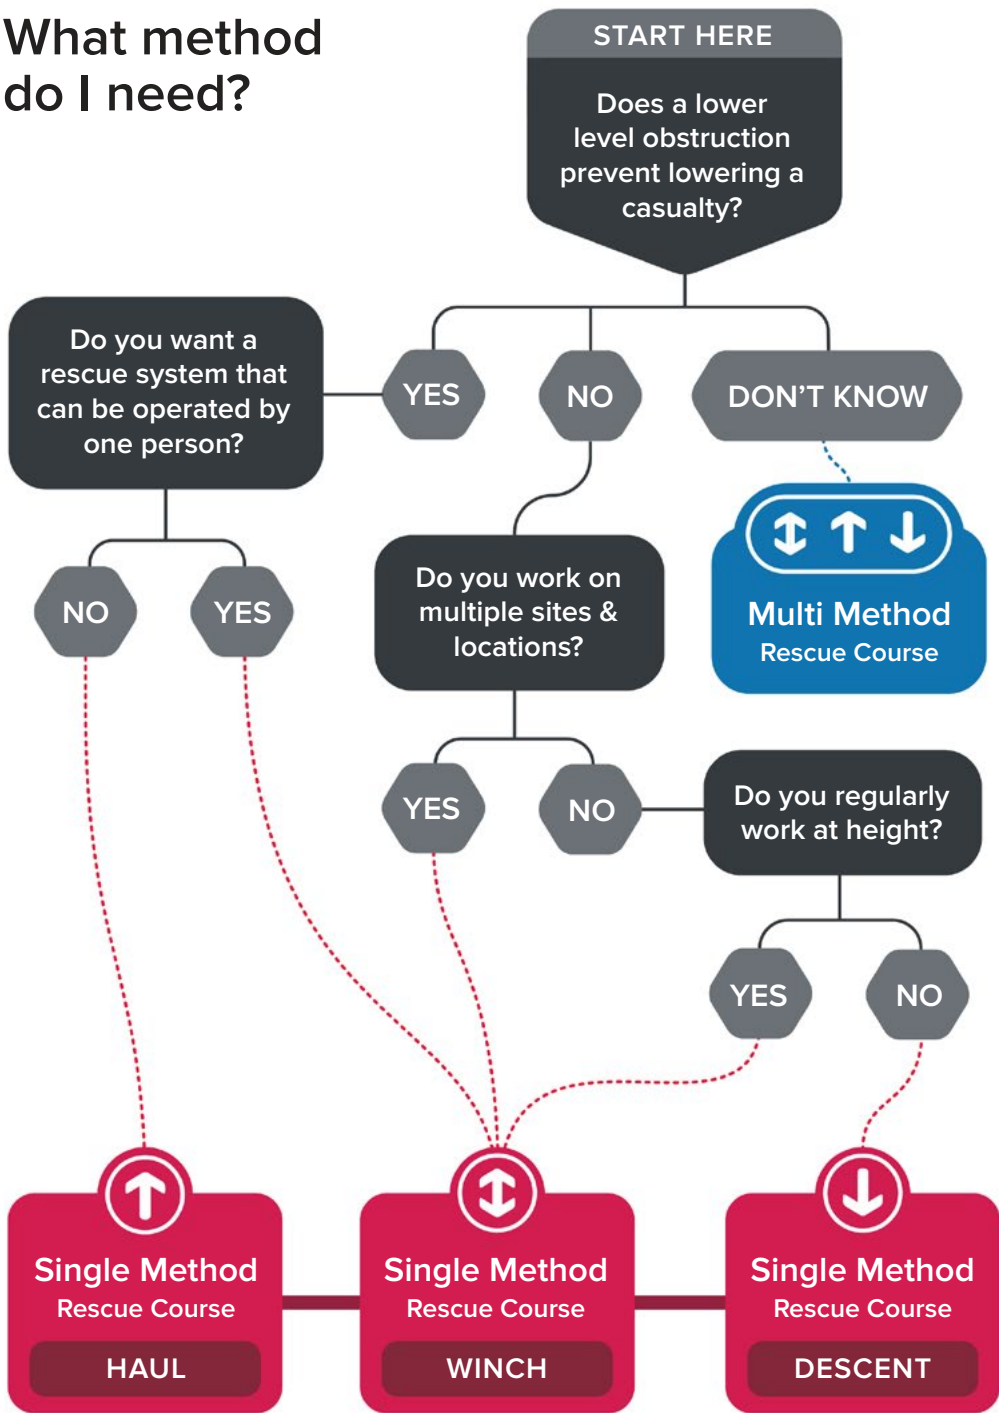 What method
do I need?
START HERE
Does a lower
level obstruction
prevent lowering a
casualty?
Do you want a
rescue system that
can be operated by
one person?
YES
NO
DON'T KNOW
NO
YES
Do you work on
multiple sites &
locations?
Multi Method
Rescue Course
YES
NO
Do you regularly
work at height?
YES
NO
Single Method
Rescue Course
HAUL
Single Method
Rescue Course
WINCH
Single Method
Rescue Course
DESCENT